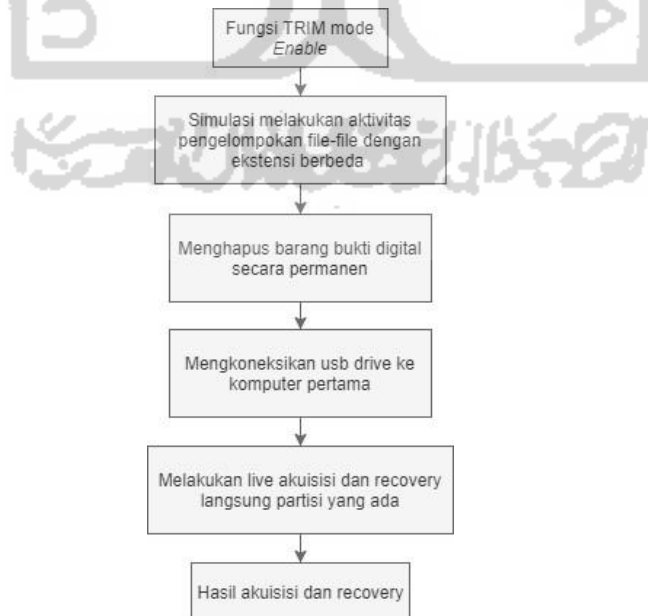 Fungsi TRIM mode
Enable
Simulasi melakukan aktivitas
pengelompokan file-file dengan
ekstensi berbeda
Menghapus barang bukti digital
secara permanen
Mengkoneksikan usb drive ke
komputer pertama
Melakukan live akuisisi dan recovery
langsung partisi yang ada
Hasil akuisisi dan recovery